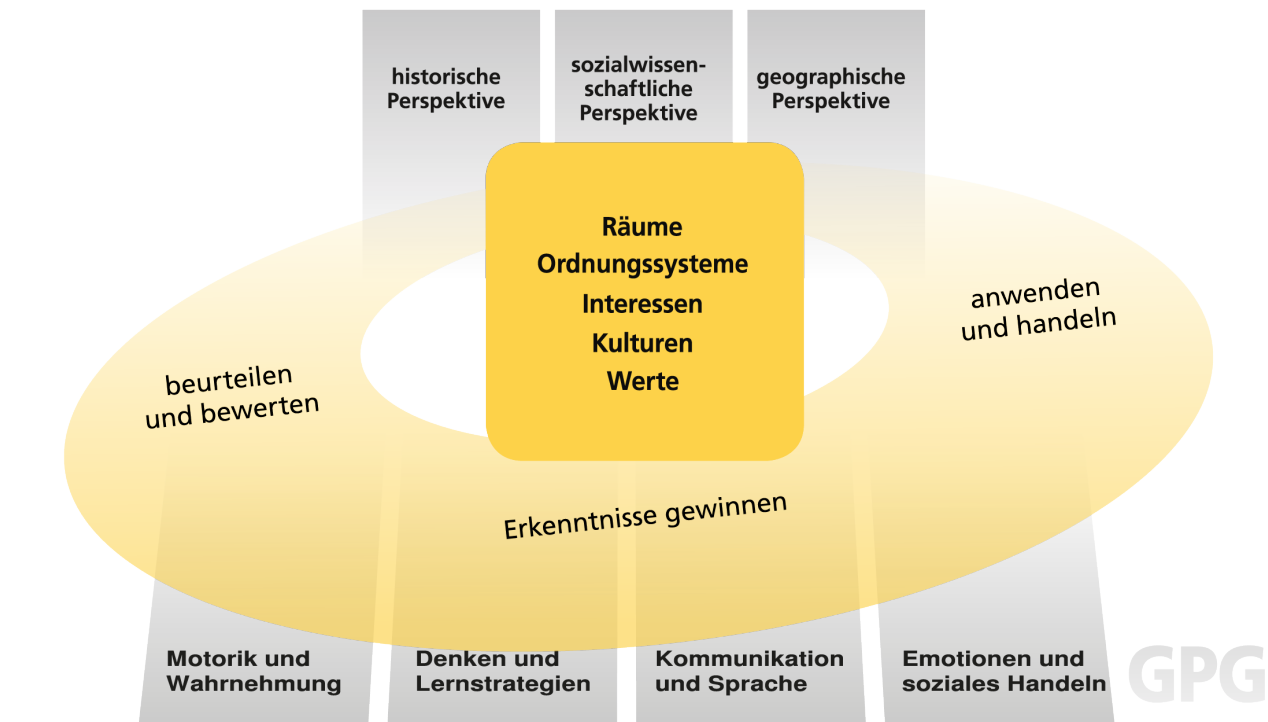 historische
Perspektive
sozialwissen-
schaftliche
Perspektive
geographische
Perspektive
Räume
Ordnungssysteme
Interessen
Kulturen
Werte
anwenden
und handeln
beurteilen
und bewerten
Erkenntnisse gewinnen
Motorik und
Wahrnehmung
Denken und
Lernstrategien
Kommunikation
und Sprache
Emotionen und
soziales Handeln
GPG